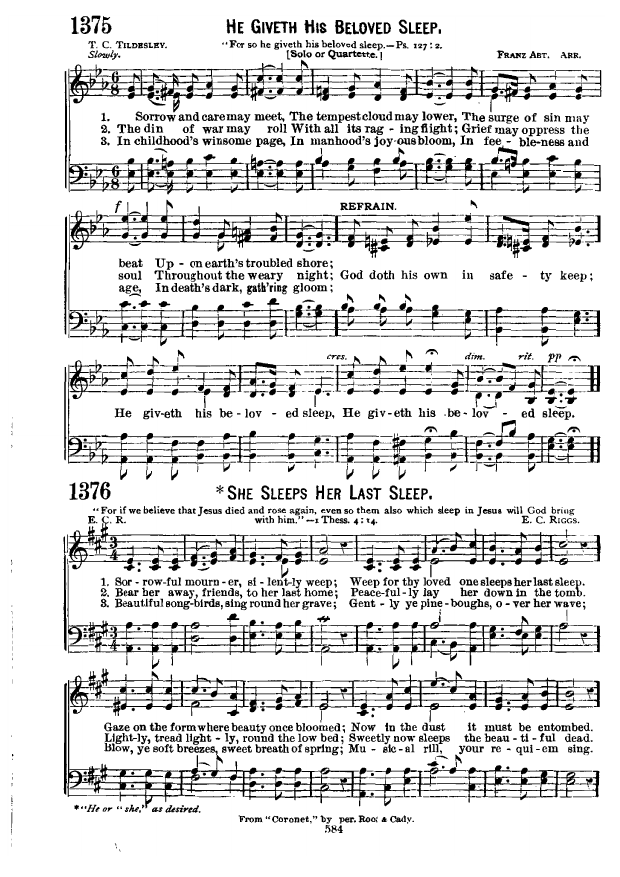 1375
HE GIVETH HIS BELOVED SLEEP.
T. C. TILDESLEY.
"For so he giveth his beloved sleep.—Ps. 127:2.
Slowly.
[Solo or Quartette.]
FRANZ ABT. ARR.
1. Sorrow and care may meet, The tempest cloud may lower, The surge of sin may
2. The din of war may roll With all its rag - ing flight; Grief may oppress the
3. In childhood's winsome page, In manhood's joy-ous bloom, In fee - ble-ness and
f
REFRAIN.
beat Up - on earth's troubled shore;
soul Throughout the weary night; God doth his own in safe - ty keep;
age, In death's dark, gath'ring gloom;
cres. dim. rit. pp
He giv-eth his be - lov - ed sleep, He giv-eth his be - lov - ed sleep.
1376
*SHE SLEEPS HER LAST SLEEP.
"For if we believe that Jesus died and rose again, even so them also which sleep in Jesus will God bring
E. C. R.
with him."—1 Thess. 4:14.
E. C. RIGGS.
1. Sor - row-ful mourn - er, si - lent-ly weep; Weep for thy loved one sleeps her last sleep.
2. Bear her away, friends, to her last home; Peace-ful-ly lay her down in the tomb.
3. Beautiful song-birds, sing round her grave; Gent - ly ye pine-boughs, o - ver her wave;
Gaze on the form where beauty once bloomed; Now in the dust it must be entombed.
Light-ly, tread light - ly, round the low bed; Sweetly now sleeps the beau - ti - ful dead.
Blow, ye soft breezes, sweet breath of spring; Mu - sic-al rill, your re - qui-em sing.
*"He or "she," as desired.
From "Coronet," by per. Root & Cady.
584